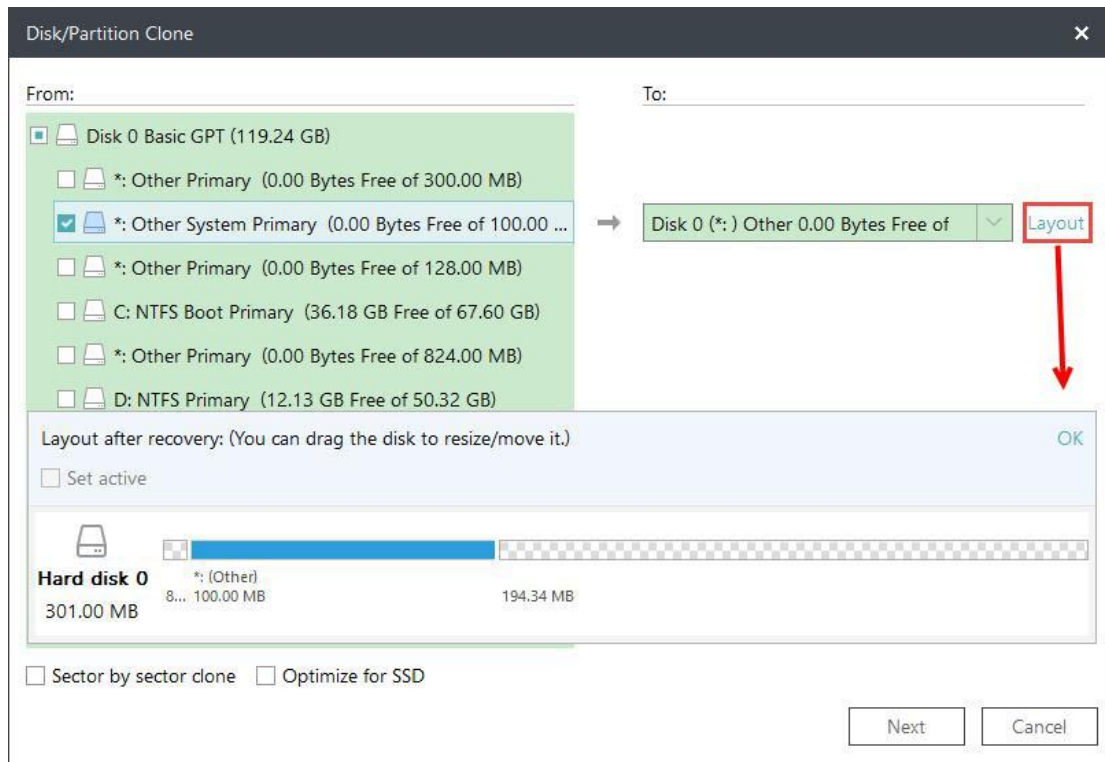 Disk/Partition Clone
From:
To:
Disk 0 Basic GPT (119.24 GB)
*: Other Primary (0.00 Bytes Free of 300.00 MB)
*: Other System Primary (0.00 Bytes Free of 100.00 ...
Disk 0 (*: ) Other 0.00 Bytes Free of
Layout
*: Other Primary (0.00 Bytes Free of 128.00 MB)
C: NTFS Boot Primary (36.18 GB Free of 67.60 GB)
*: Other Primary (0.00 Bytes Free of 824.00 MB)
D: NTFS Primary (12.13 GB Free of 50.32 GB)
Layout after recovery: (You can drag the disk to resize/move it.)
OK
Set active
Hard disk 0
301.00 MB
*: (Other)
8... 100.00 MB
194.34 MB
Sector by sector clone
Optimize for SSD
Next
Cancel